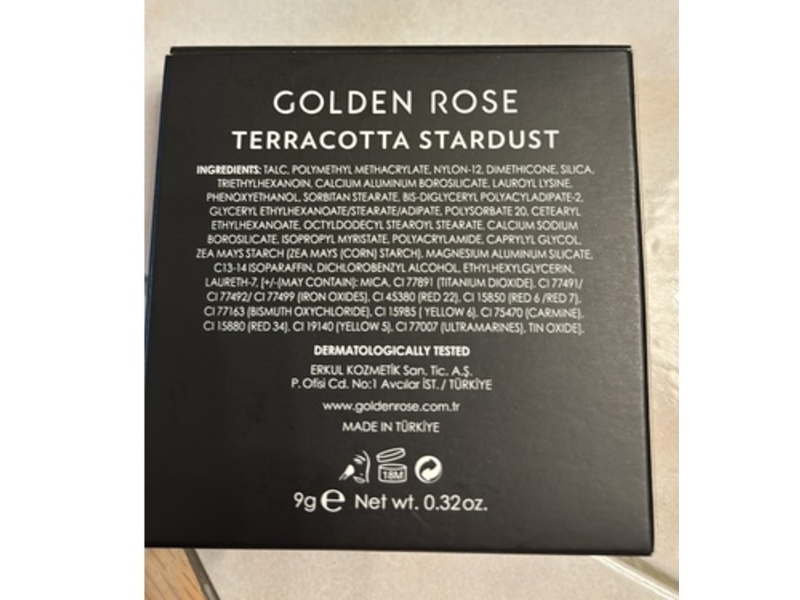 GOLDEN ROSE
TERRACOTTA STARDUST
INGREDIENTS: TALC, POLYMETHYL METHACRYLATE, NYLON-12, DIMETHICONE, SILICA,
TRIETHYLHEXANOIN, CALCIUM ALUMINUM BOROSILICATE, LAUROYL LYSINE,
PHENOXYETHANOL, SORBITAN STEARATE, BIS-DIGLYCERYL POLYACYLADIPATE-2,
GLYCERYL ETHYLHEXANOATE/STEARATE/ADIPATE, POLYSORBATE 20, CETEARYL
ETHYLHEXANOATE, OCTYLDODECYL STEAROYL STEARATE, CALCIUM SODIUM
BOROSILICATE, ISOPROPYL MYRISTATE, POLYACRYLAMIDE, CAPRYLYL GLYCOL,
ZEA MAYS STARCH (ZEA MAYS (CORN) STARCH), MAGNESIUM ALUMINUM SILICATE,
C13-14 ISOPARAFFIN, DICHLOROBENZYL ALCOHOL, ETHYLHEXYLGLYCERIN,
LAURETH-7, [+/-(MAY CONTAIN): MICA, CI 77891 (TITANIUM DIOXIDE), CI 77491/
CI 77492/ CI 77499 (IRON OXIDES), CI 45380 (RED 22), CI 15850 (RED 6 /RED 7),
CI 77163 (BISMUTH OXYCHLORIDE), CI 15985 ( YELLOW 6), CI 75470 (CARMINE),
CI 15880 (RED 34), CI 19140 (YELLOW 5), CI 77007 (ULTRAMARINES), TIN OXIDE].
DERMATOLOGICALLY TESTED
ERKUL KOZMETİK San. Tic. A.Ş.
P. Ofisi Cd. No:1 Avcılar İST. / TÜRKİYE
www.goldenrose.com.tr
MADE IN TÜRKİYE
18M
9g e Net wt. 0.32oz.